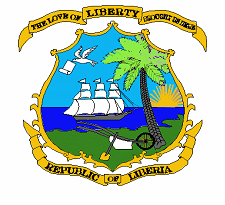 THE LOVE OF LIBERTY BROUGHT US HERE
REPUBLIC OF LIBERIA